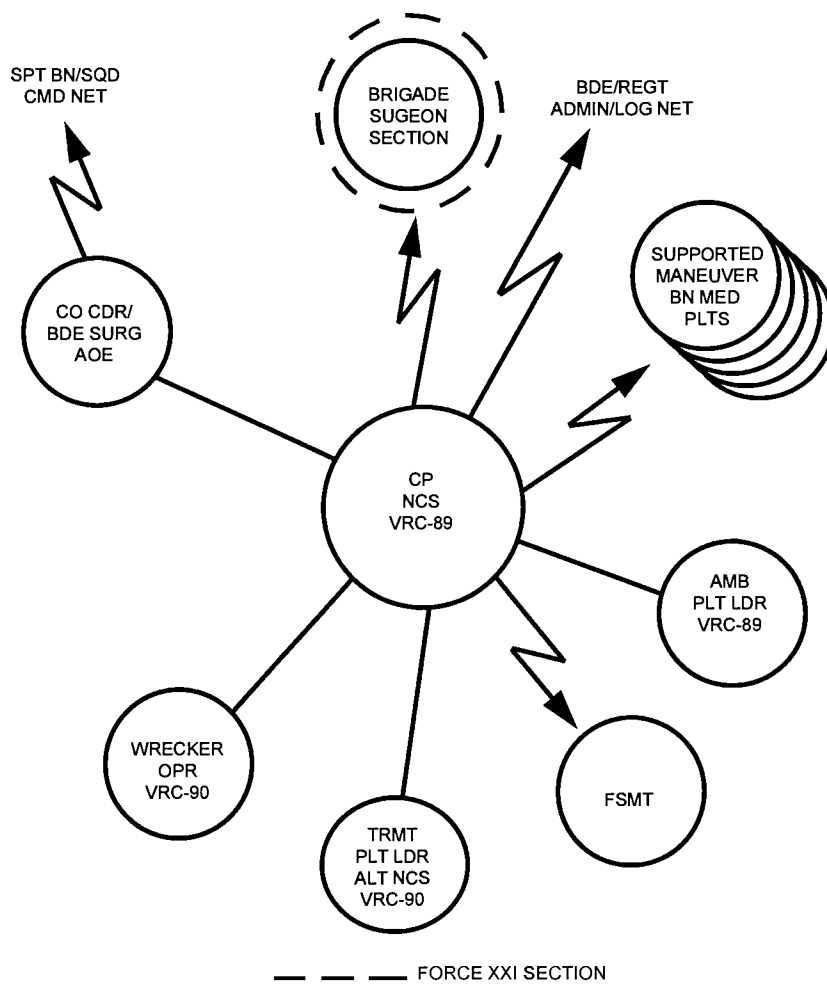 SPT BN/SQD
CMD NET
BRIGADE
SUGEON
SECTION
BDE/REGT
ADMIN/LOG NET
SUPPORTED
MANEUVER
BN MED
PLTS
CO CDR/
BDE SURG
AOE
CP
NCS
VRC-89
AMB
PLT LDR
VRC-89
WRECKER
OPR
VRC-90
FSMT
TRMT
PLT LDR
ALT NCS
VRC-90
FORCE XXI SECTION